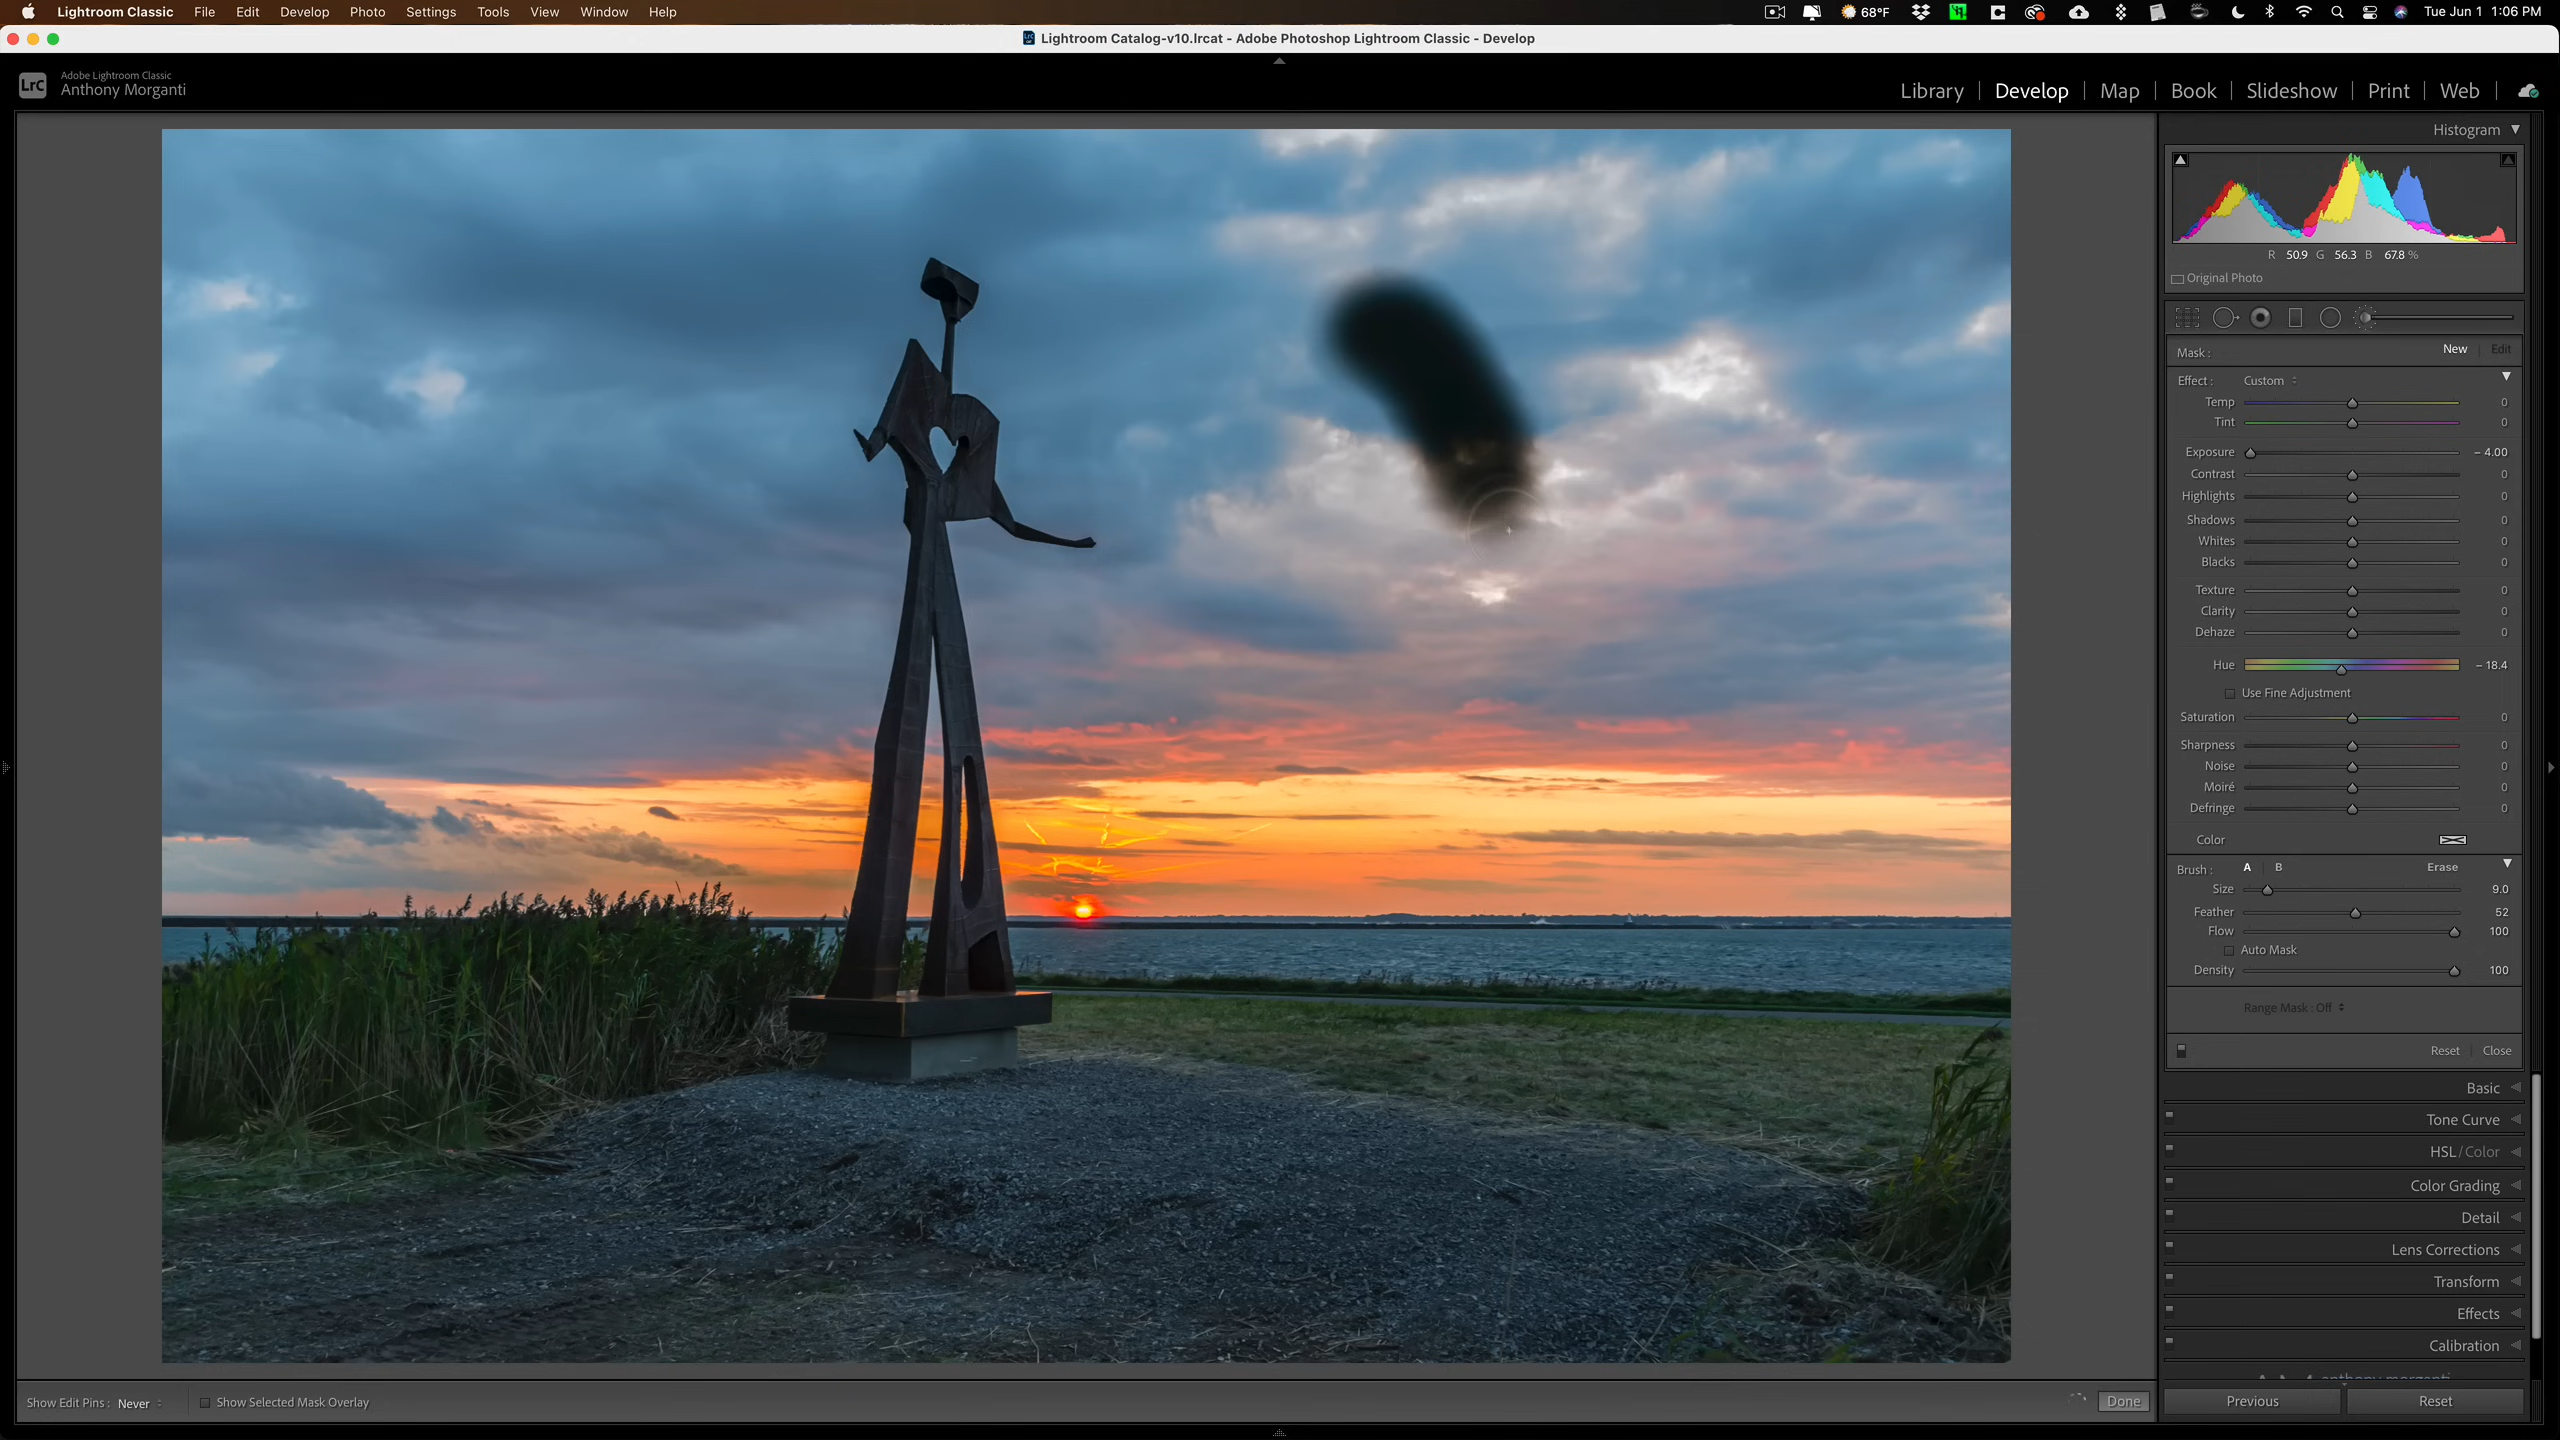 Lightroom Classic File Edit Develop Photo Settings Tools View Window Help 68°F Tue Jun 1 1:06 PM
Lightroom Catalog-v10.lrcat - Adobe Photoshop Lightroom Classic - Develop
LrC Adobe Lightroom Classic
Anthony Morganti
Library | Develop | Map | Book | Slideshow | Print | Web
Histogram
R 50.9 G 56.3 B 67.8 %
Original Photo
Mask : New | Edit
Effect : Custom
Temp 0
Tint 0
Exposure – 4.00
Contrast 0
Highlights 0
Shadows 0
Whites 0
Blacks 0
Texture 0
Clarity 0
Dehaze 0
Hue – 18.4
Use Fine Adjustment
Saturation 0
Sharpness 0
Noise 0
Moiré 0
Defringe 0
Color
Brush : A | B Erase
Size 9.0
Feather 52
Flow 100
Auto Mask
Density 100
Range Mask : Off
Reset | Close
Basic
Tone Curve
HSL / Color
Color Grading
Detail
Lens Corrections
Transform
Effects
Calibration
anthony morganti
Show Edit Pins : Never Show Selected Mask Overlay Done
Previous Reset